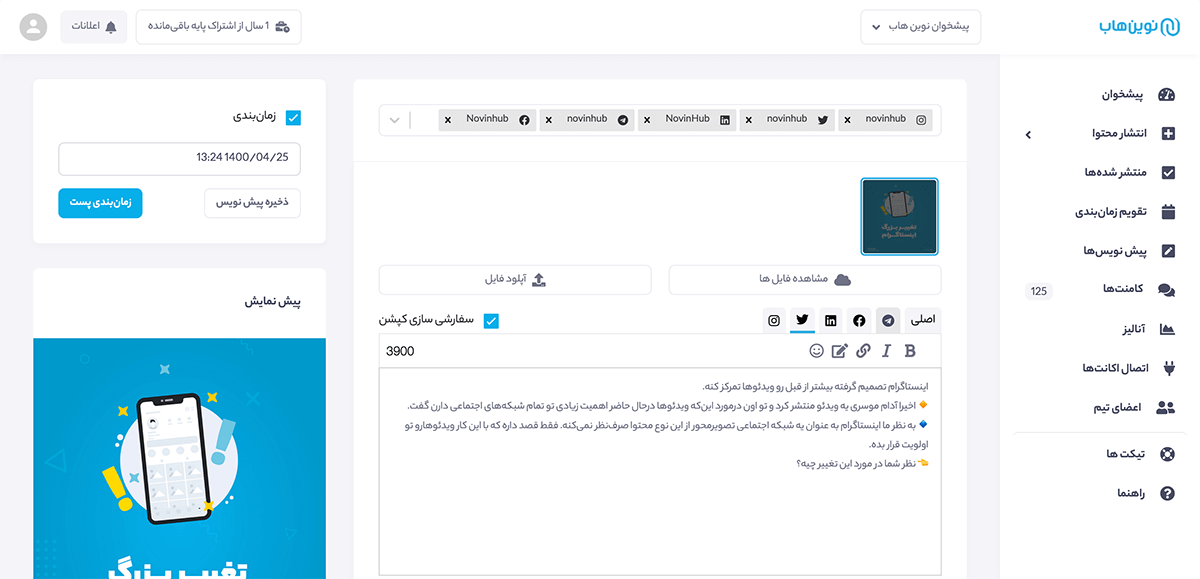 نوین‌هاب
پیشخوان نوین هاب
1 سال از اشتراک پایه باقی‌مانده
اعلانات
پیشخوان
انتشار محتوا
منتشر شده‌ها
تقویم زمان‌بندی
پیش نویس‌ها
کامنت‌ها
125
آنالیز
اتصال اکانت‌ها
اعضای تیم
تیکت ها
راهنما
novinhub
novinhub
NovinHub
novinhub
Novinhub
تغییر بزرگ
اینستاگرام
مشاهده فایل ها
آپلود فایل
اصلی
سفارشی سازی کپشن
3900
اینستاگرام تصمیم گرفته بیشتر از قبل رو ویدئوها تمرکز کنه.
🔸 اخیرا آدام موسری یه ویدئو منتشر کرد و تو اون درمورد این‌که ویدئوها درحال حاضر اهمیت زیادی تو تمام شبکه‌های اجتماعی دارن گفت.
🔹 به نظر ما اینستاگرام به عنوان یه شبکه اجتماعی تصویرمحور از این نوع محتوا صرف‌نظر نمی‌کنه. فقط قصد داره که با این کار ویدئوهارو تو
اولویت قرار بده.
👈 نظر شما در مورد این تغییر چیه؟
زمان‌بندی
1400/04/25 13:24
ذخیره پیش نویس
زمان‌بندی پست
پیش نمایش
تغییر بزرگ